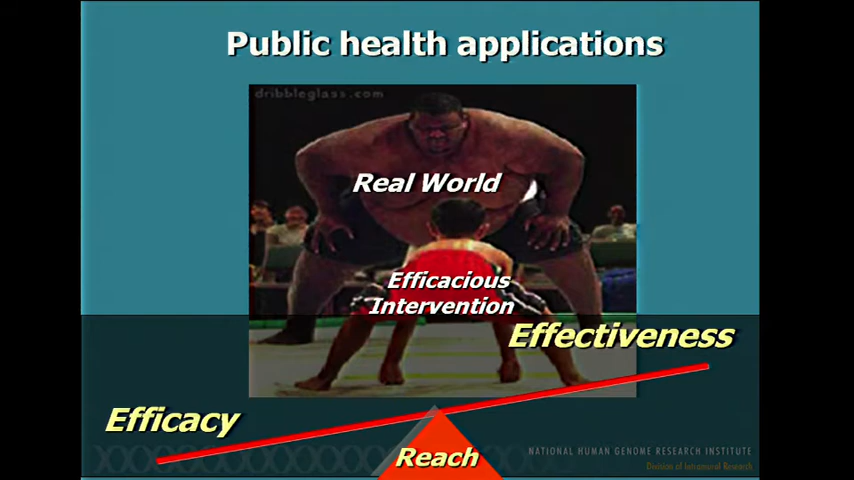 Public health applications
dribbleglass.com
Real World
Efficacious
Intervention
Effectiveness
Efficacy
Reach
NATIONAL HUMAN GENOME RESEARCH INSTITUTE
Division of Intramural Research